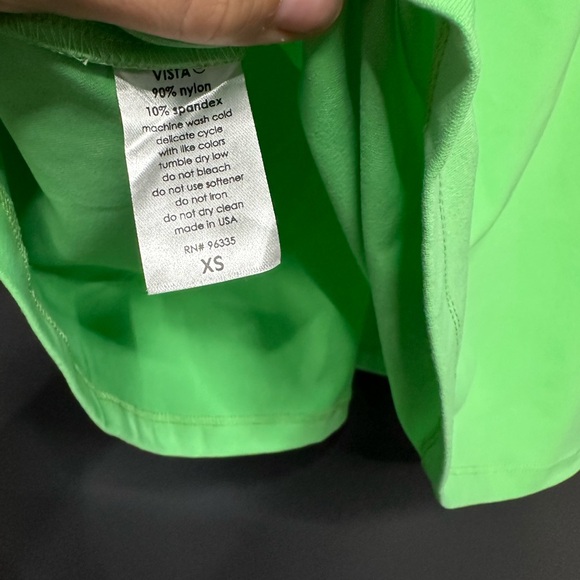 VISTA
90% nylon
10% spandex
machine wash cold
delicate cycle
with like colors
tumble dry low
do not bleach
do not use softener
do not iron
do not dry clean
made in USA
RN# 96335
XS